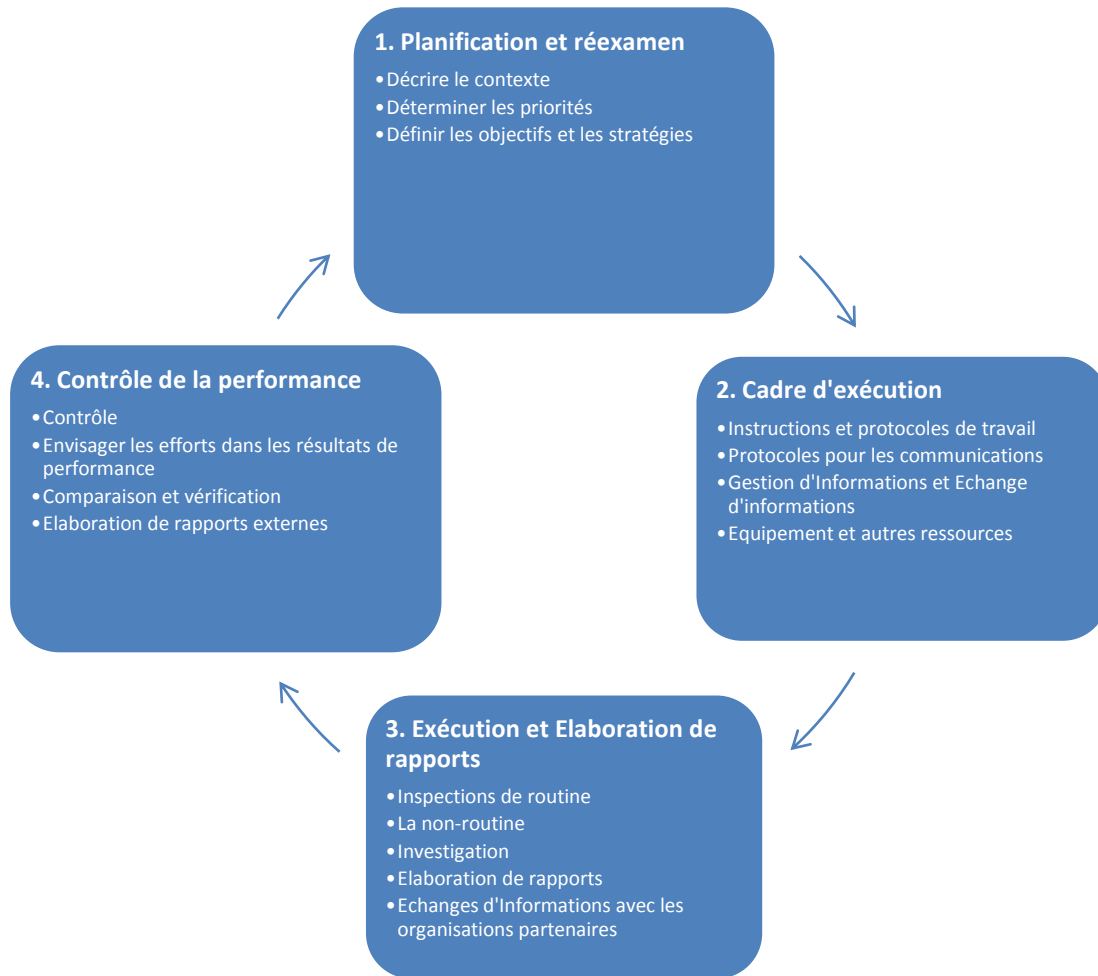 1. Planification et réexamen
•Décrire le contexte
•Déterminer les priorités
•Définir les objectifs et les stratégies
2. Cadre d'exécution
•Instructions et protocoles de travail
•Protocoles pour les communications
•Gestion d'Informations et Echange
d'informations
•Equipement et autres ressources
3. Exécution et Elaboration de
rapports
•Inspections de routine
•La non-routine
•Investigation
•Elaboration de rapports
•Echanges d'Informations avec les
organisations partenaires
4. Contrôle de la performance
•Contrôle
•Envisager les efforts dans les résultats de
performance
•Comparaison et vérification
•Elaboration de rapports externes